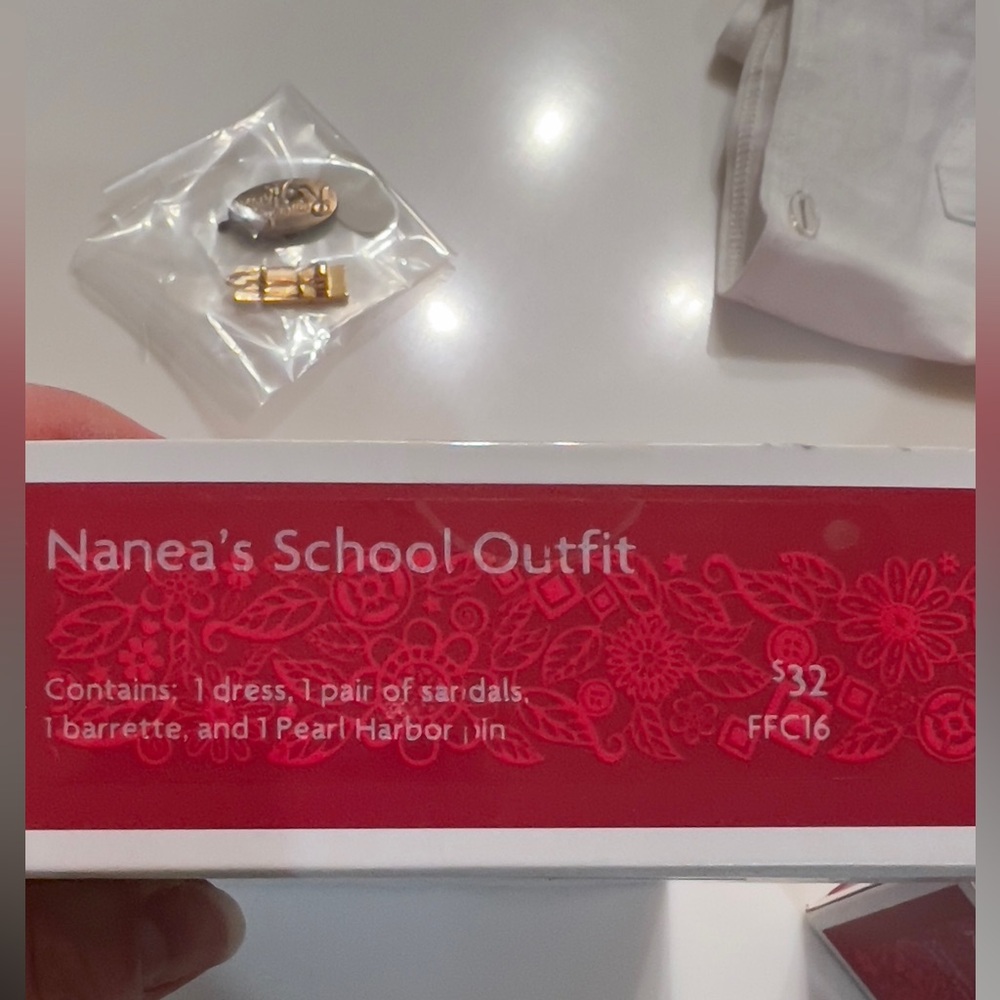 Nanea's School Outfit
Contains: 1 dress, 1 pair of sandals,
1 barrette, and 1 Pearl Harbor pin
$32
FFC16